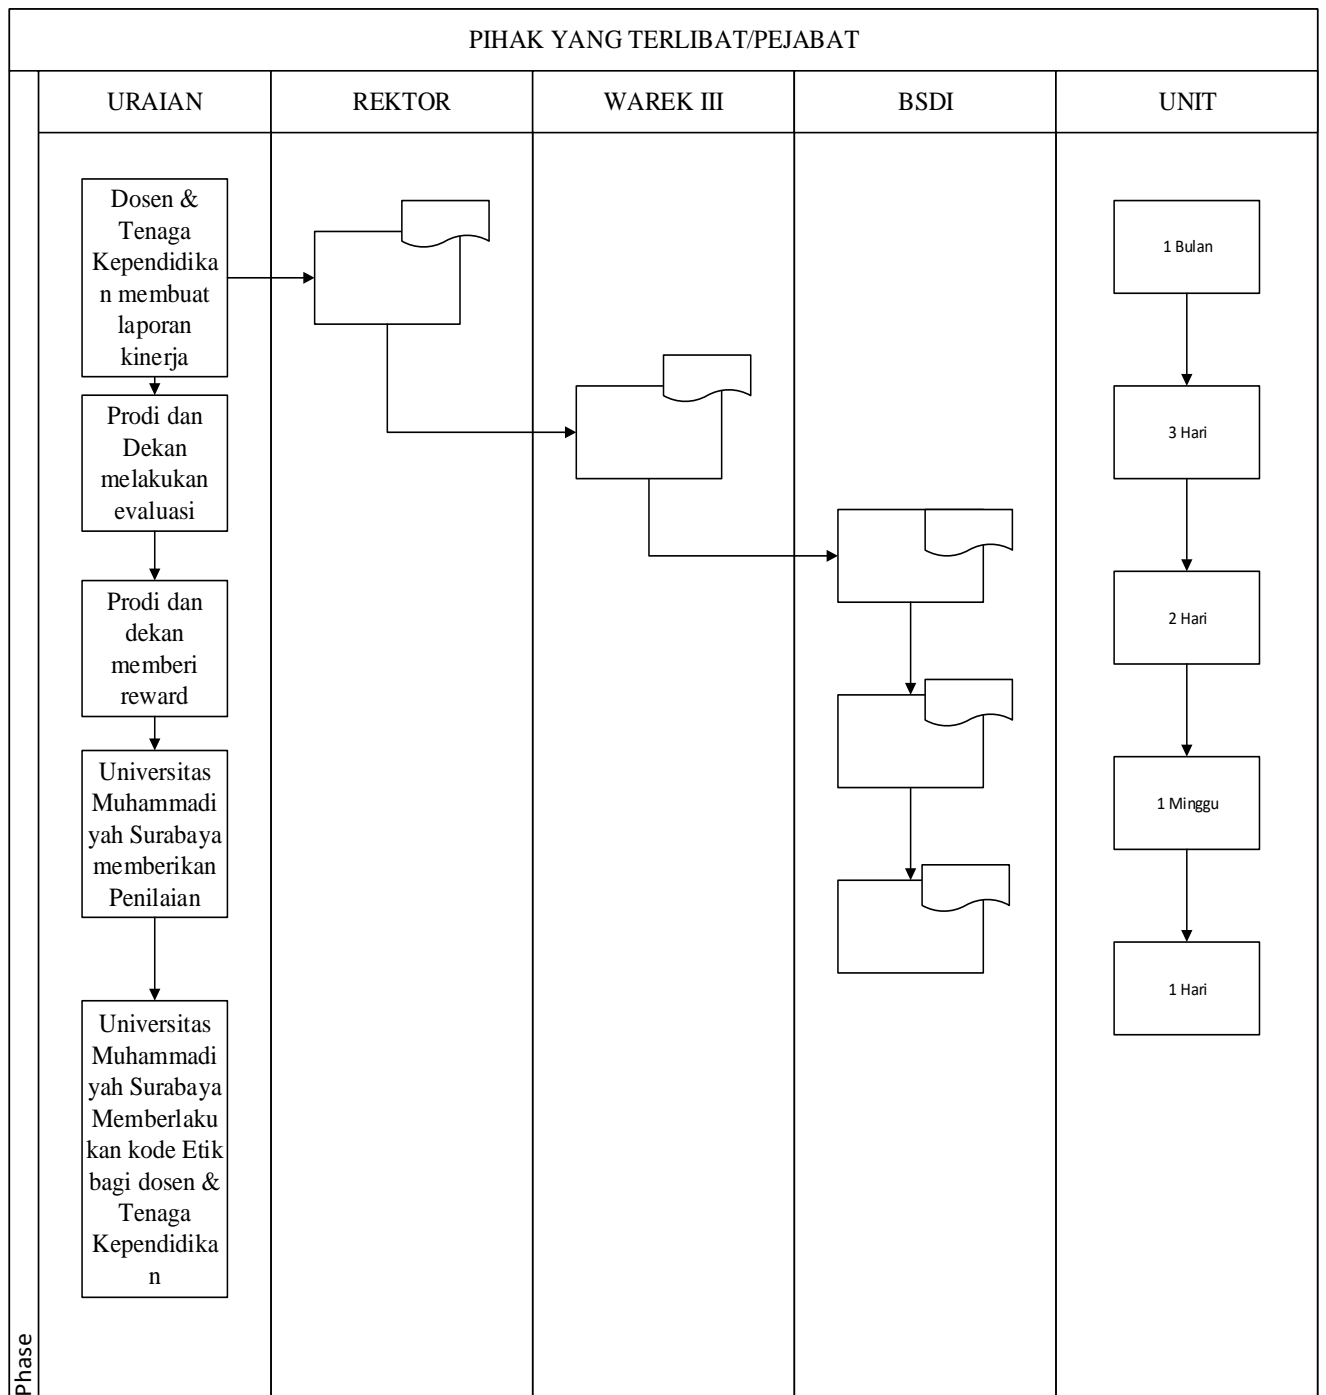 PIHAK YANG TERLIBAT/PEJABAT
URAIAN
REKTOR
WAREK III
BSDI
UNIT
Dosen &
Tenaga
Kependidika
n membuat
laporan
kinerja
Prodi dan
Dekan
melakukan
evaluasi
Prodi dan
dekan
memberi
reward
Universitas
Muhammadi
yah Surabaya
memberikan
Penilaian
Universitas
Muhammadi
yah Surabaya
Memberlaku
kan kode Etik
bagi dosen &
Tenaga
Kependidika
n
1 Bulan
3 Hari
2 Hari
1 Minggu
1 Hari
Phase